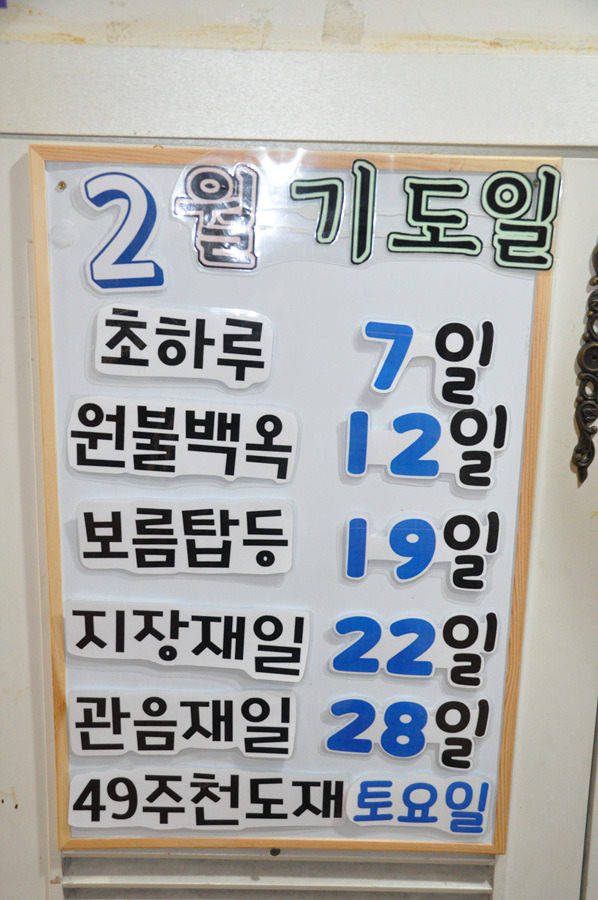 2월 기도일
초하루 7일
원불백옥 12일
보름탑등 19일
지장재일 22일
관음재일 28일
49주천도재 토요일